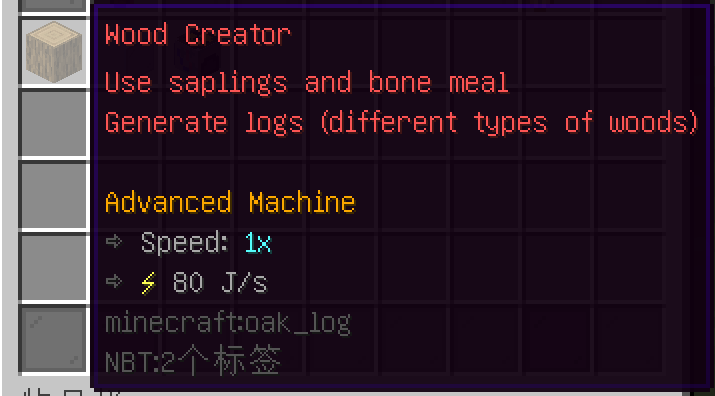 Wood Creator
Use saplings and bone meal
Generate logs (different types of woods)
Advanced Machine
⇨ Speed: 1x
⇨ ⚡ 80 J/s
minecraft:oak_log
NBT:2个标签